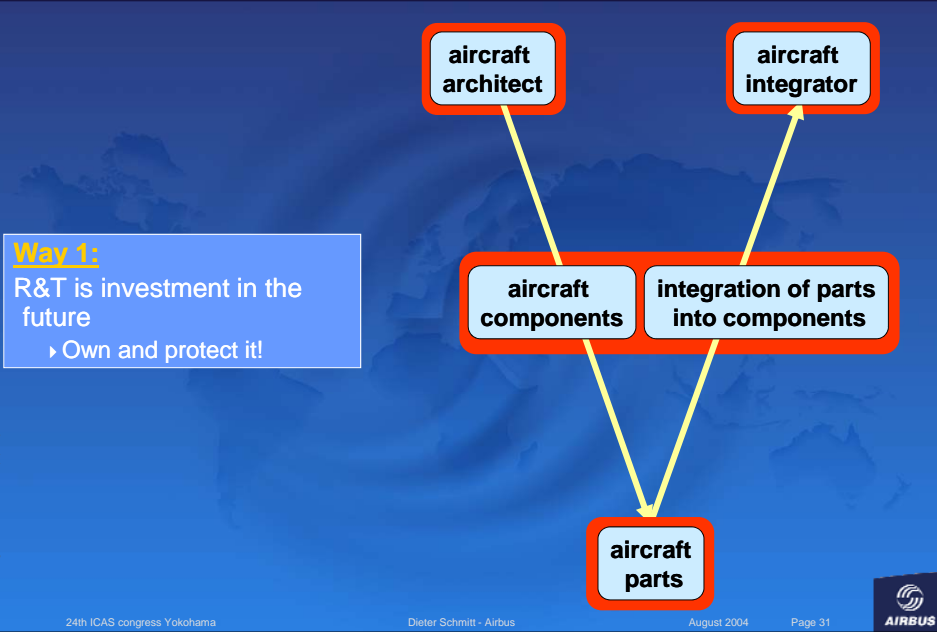 aircraft
architect
aircraft
integrator
Way 1:
R&T is investment in the
future
Own and protect it!
aircraft
components
integration of parts
into components
aircraft
parts
24th ICAS congress Yokohama
Dieter Schmitt - Airbus
August 2004
Page 31
AIRBUS